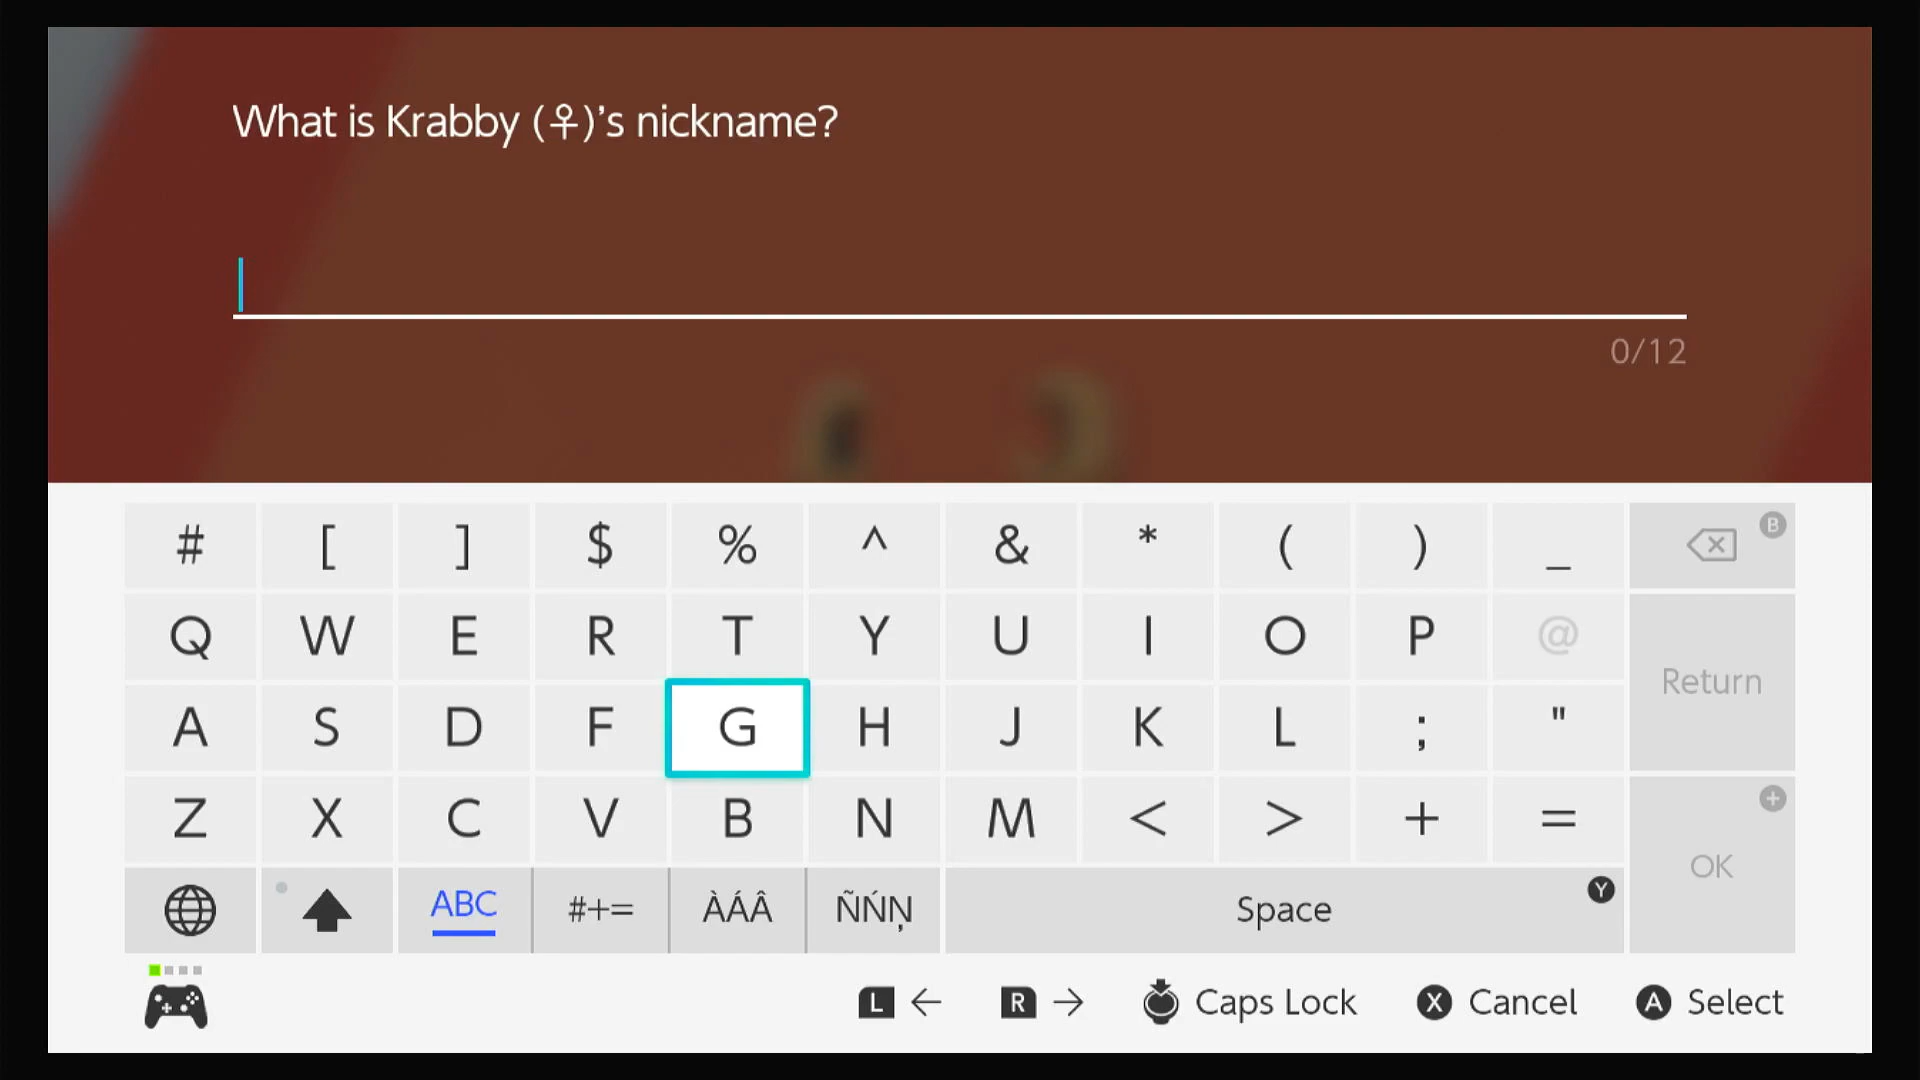 What is Krabby (♀)'s nickname?
0/12
# [ ] $ % ^ & * ( ) _ B
Q W E R T Y U I O P @
Return
A S D F G H J K L ; "
Z X C V B N M < > + = +
OK
ABC #+= ÀÁÂ ÑŃŅ Space Y
L ← R → Caps Lock X Cancel A Select